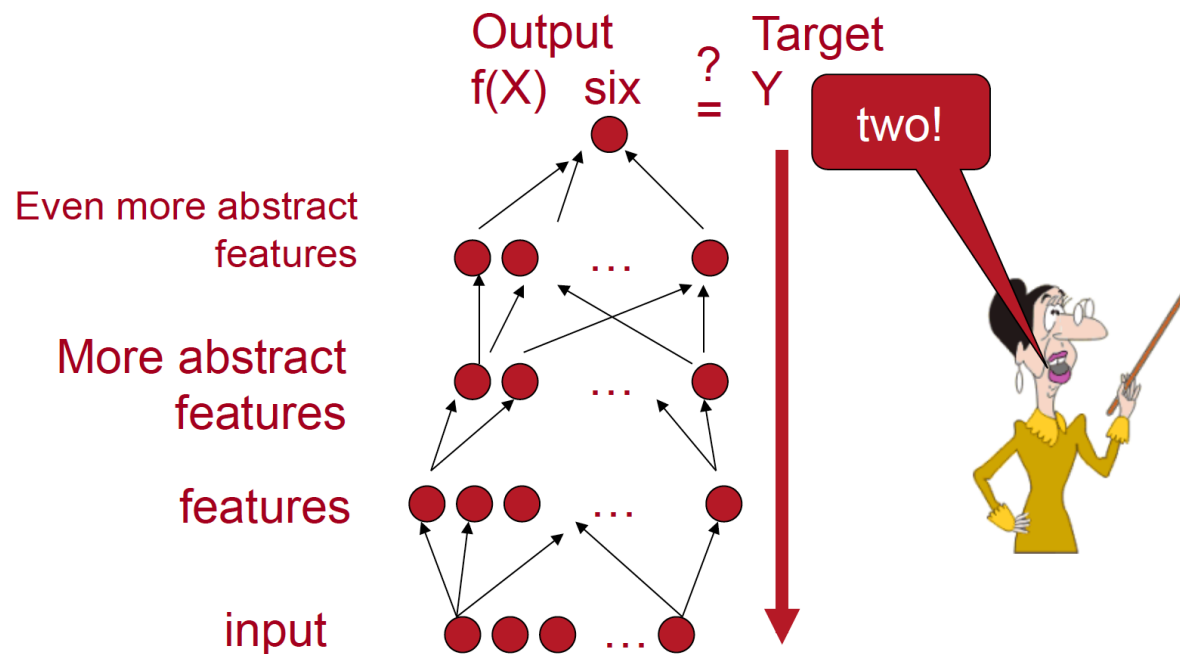 Output
f(X) six
?
=
Target
Y
two!
Even more abstract
features
...
More abstract
features
...
features
...
input
...